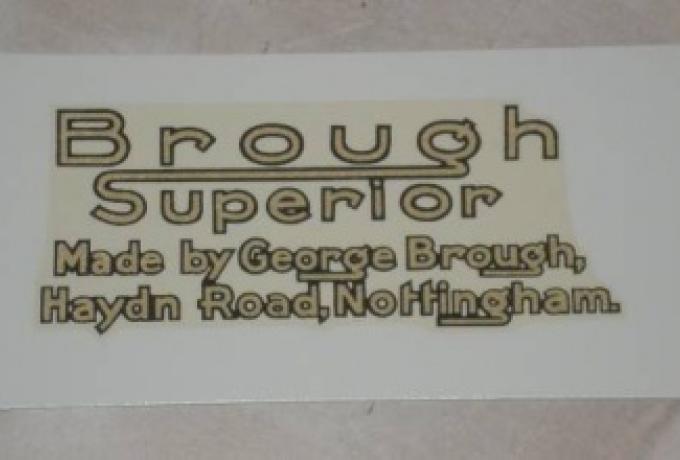 Brough
Superior
Made by George Brough,
Haydn Road, Nottingham.